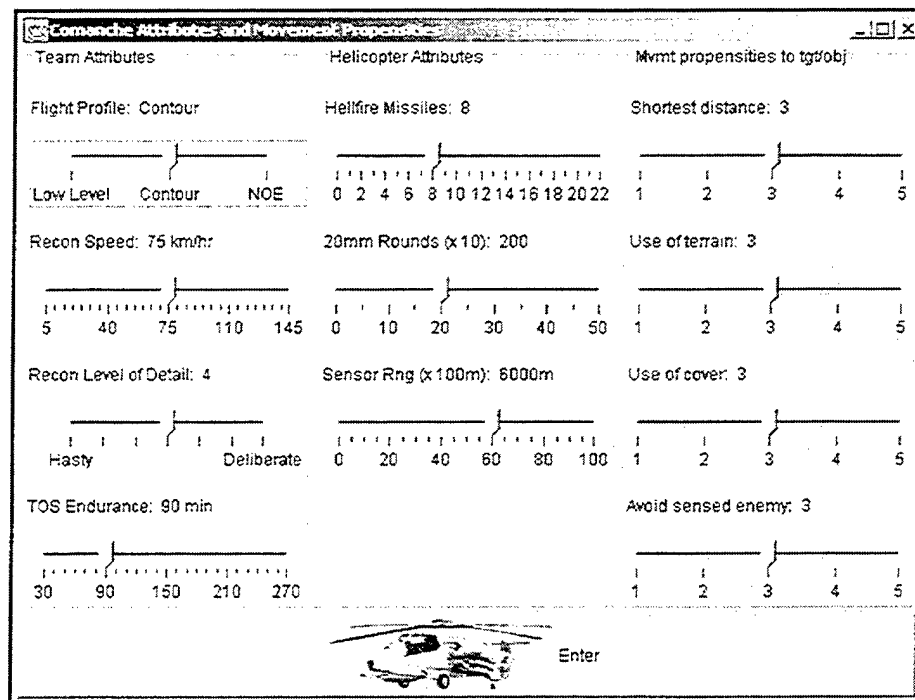 Comanche Attributes and Movement Propensities
Team Attributes
Flight Profile: Contour
Low Level Contour NOE
Recon Speed: 75 km/hr
5 40 75 110 145
Recon Level of Detail: 4
Hasty Deliberate
TOS Endurance: 90 min
30 90 150 210 270
Helicopter Attributes
Hellfire Missiles: 8
0 2 4 6 8 10 12 14 16 18 20 22
20mm Rounds (x 10): 200
0 10 20 30 40 50
Sensor Rng (x 100m): 6000m
0 20 40 60 80 100
Mvmt propensities to tgt/obj
Shortest distance: 3
1 2 3 4 5
Use of terrain: 3
1 2 3 4 5
Use of cover: 3
1 2 3 4 5
Avoid sensed enemy: 3
1 2 3 4 5
Enter